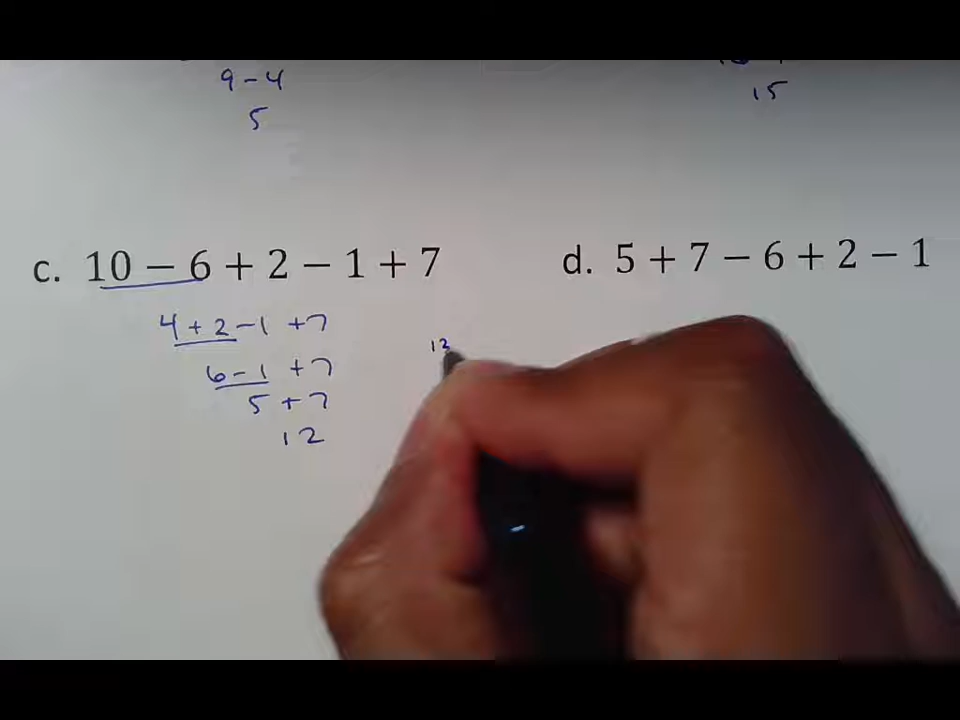 9 - 4
5
15
c. 10 − 6 + 2 − 1 + 7
4 + 2 - 1 + 7
6 - 1 + 7
5 + 7
12
d. 5 + 7 − 6 + 2 − 1